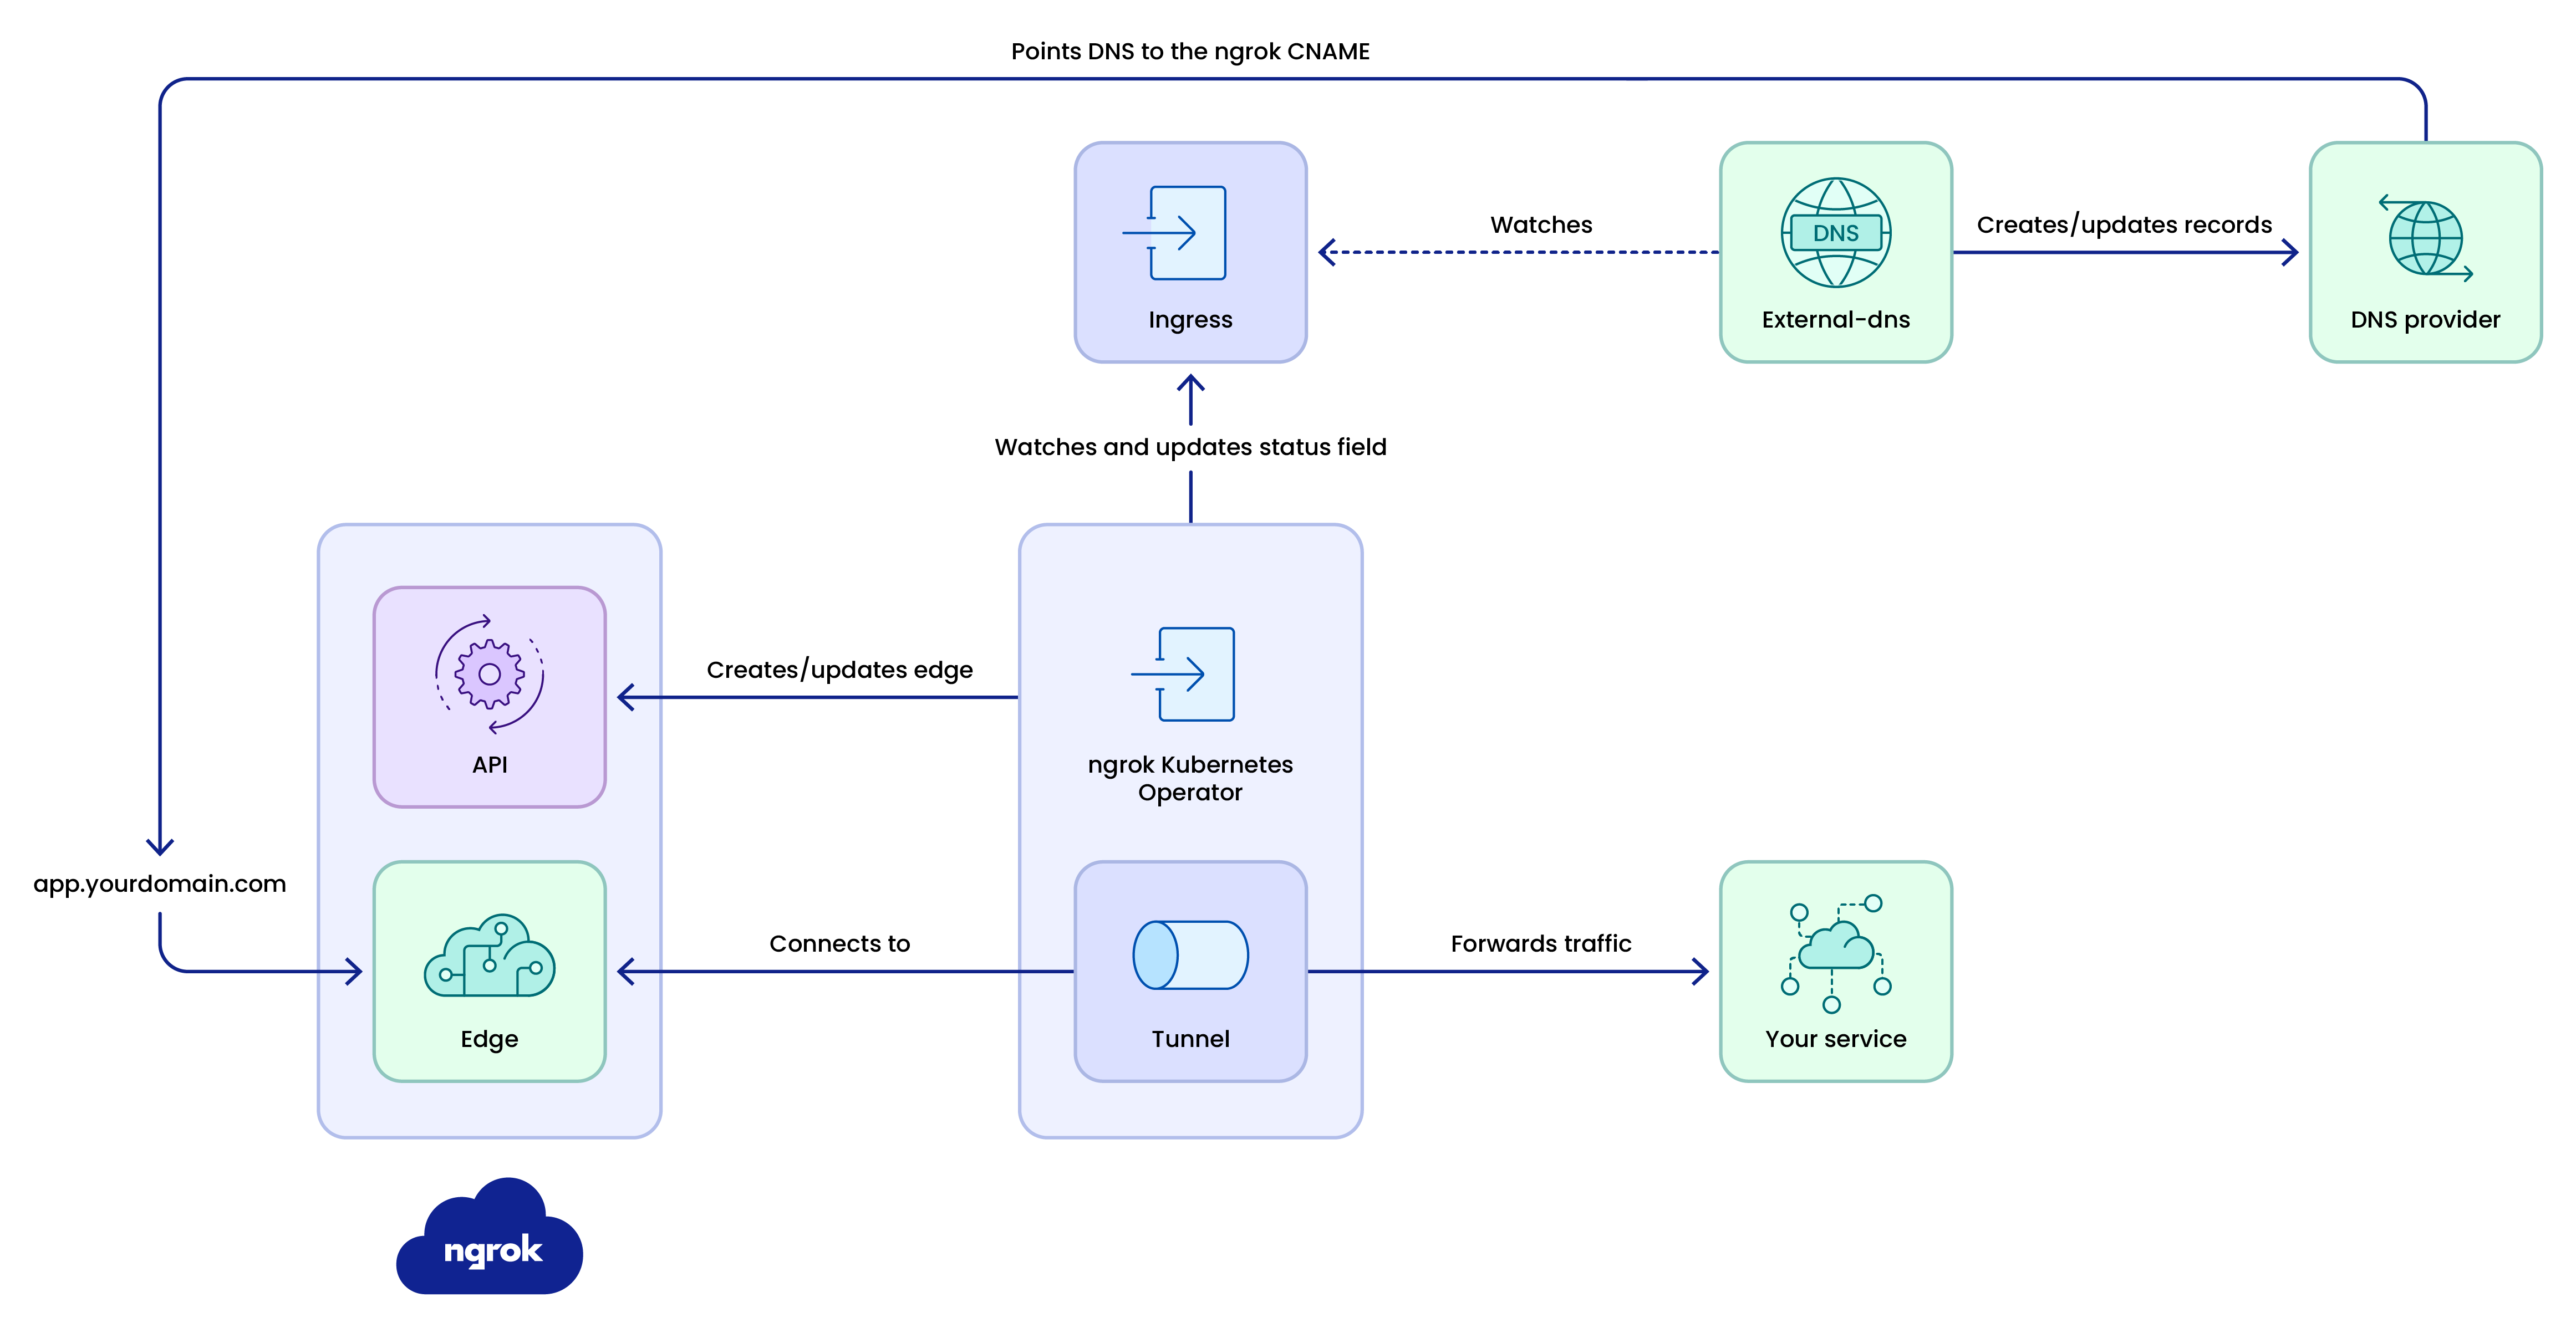 Points DNS to the ngrok CNAME
Watches
DNS
Creates/updates records
Ingress
External-dns
DNS provider
Watches and updates status field
Creates/updates edge
API
ngrok Kubernetes
Operator
app.yourdomain.com
Connects to
Forwards traffic
Edge
Tunnel
Your service
ngrok